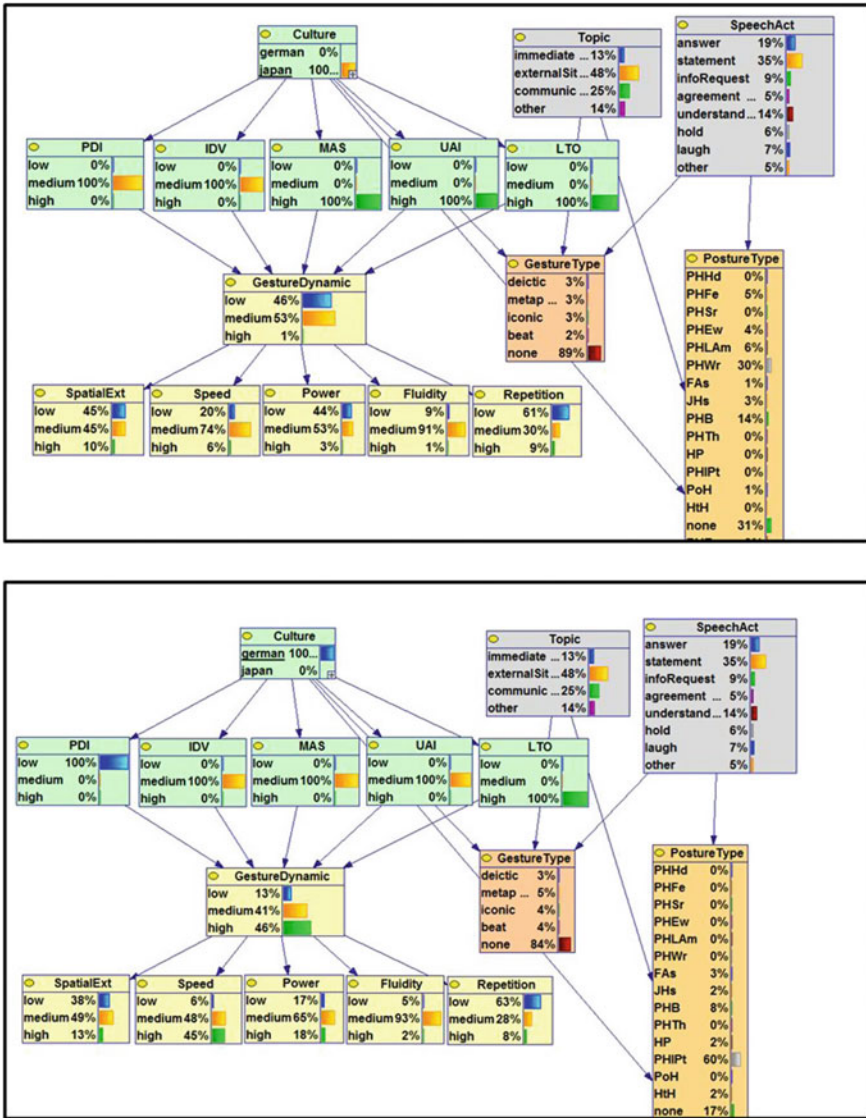 Culture
german 0%
japan 100...
Topic
immediate ... 13%
externalSit ... 48%
communic ... 25%
other 14%
SpeechAct
answer 19%
statement 35%
infoRequest 9%
agreement ... 5%
understand ... 14%
hold 6%
laugh 7%
other 5%
PDI
low 0%
medium 100%
high 0%
IDV
low 0%
medium 100%
high 0%
MAS
low 0%
medium 0%
high 100%
UAI
low 0%
medium 0%
high 100%
LTO
low 0%
medium 0%
high 100%
GestureDynamic
low 46%
medium 53%
high 1%
GestureType
deictic 3%
metap ... 3%
iconic 3%
beat 2%
none 89%
PostureType
PHHd 0%
PHFe 5%
PHSr 0%
PHEw 4%
PHLAm 6%
PHWr 30%
FAs 1%
JHs 3%
PHB 14%
PHTh 0%
HP 0%
PHIPt 0%
PoH 1%
HtH 0%
none 31%
SpatialExt
low 45%
medium 45%
high 10%
Speed
low 20%
medium 74%
high 6%
Power
low 44%
medium 53%
high 3%
Fluidity
low 9%
medium 91%
high 1%
Repetition
low 61%
medium 30%
high 9%
Culture
german 100...
japan 0%
Topic
immediate ... 13%
externalSit ... 48%
communic ... 25%
other 14%
SpeechAct
answer 19%
statement 35%
infoRequest 9%
agreement ... 5%
understand ... 14%
hold 6%
laugh 7%
other 5%
PDI
low 100%
medium 0%
high 0%
IDV
low 0%
medium 100%
high 0%
MAS
low 0%
medium 100%
high 0%
UAI
low 0%
medium 100%
high 0%
LTO
low 0%
medium 0%
high 100%
GestureDynamic
low 13%
medium 41%
high 46%
GestureType
deictic 3%
metap ... 5%
iconic 4%
beat 4%
none 84%
PostureType
PHHd 0%
PHFe 0%
PHSr 0%
PHEw 0%
PHLAm 0%
PHWr 0%
FAs 3%
JHs 2%
PHB 8%
PHTh 0%
HP 2%
PHIPt 60%
PoH 0%
HtH 2%
none 17%
SpatialExt
low 38%
medium 49%
high 13%
Speed
low 6%
medium 48%
high 45%
Power
low 17%
medium 65%
high 18%
Fluidity
low 5%
medium 93%
high 2%
Repetition
low 63%
medium 28%
high 8%